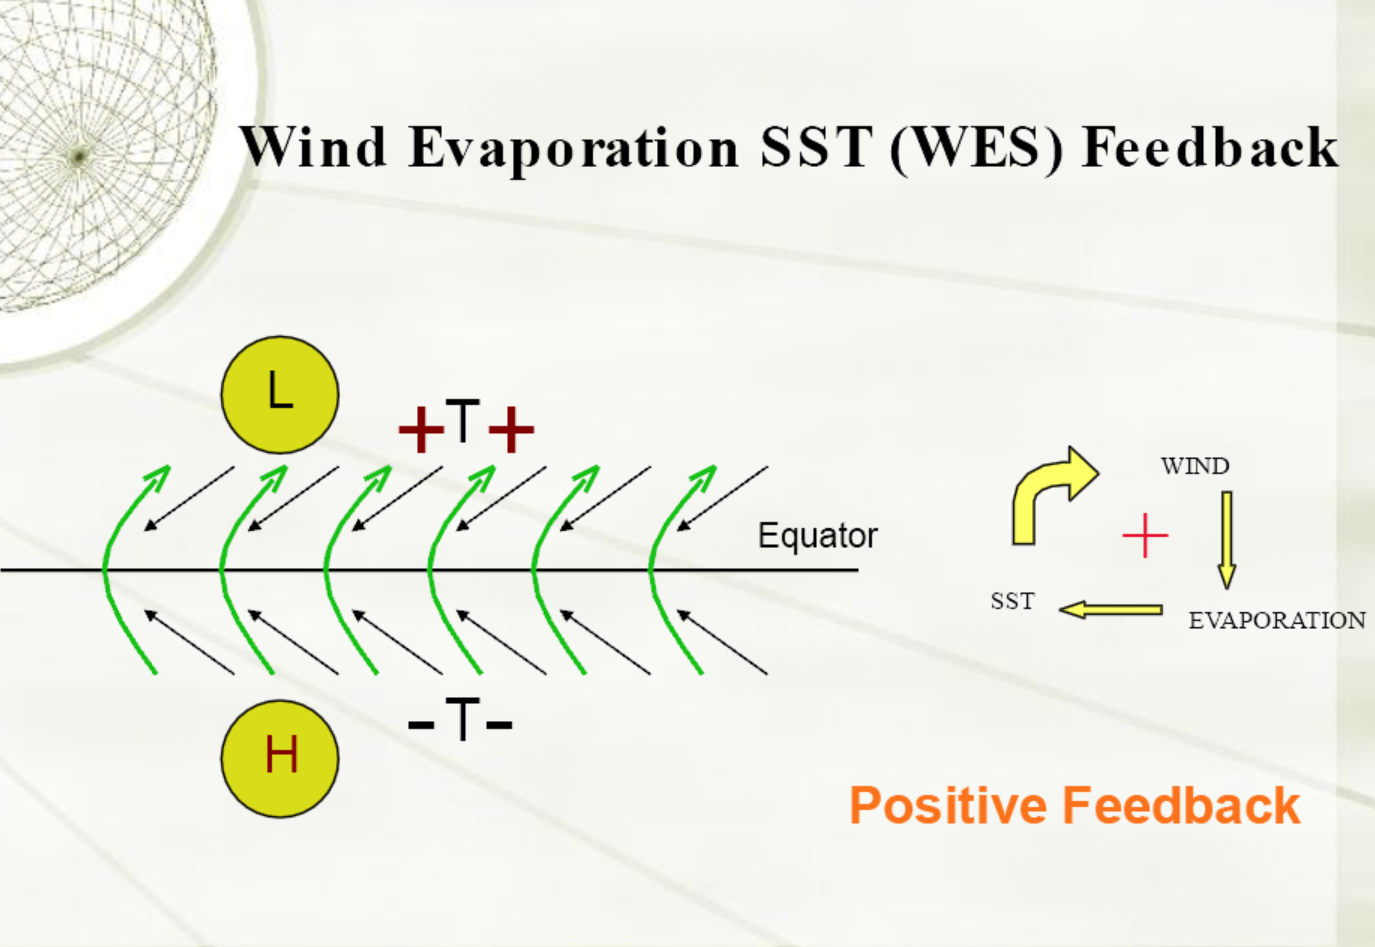 Wind Evaporation SST (WES) Feedback
L
+T+
Equator
-T-
H
WIND
+
SST
EVAPORATION
Positive Feedback